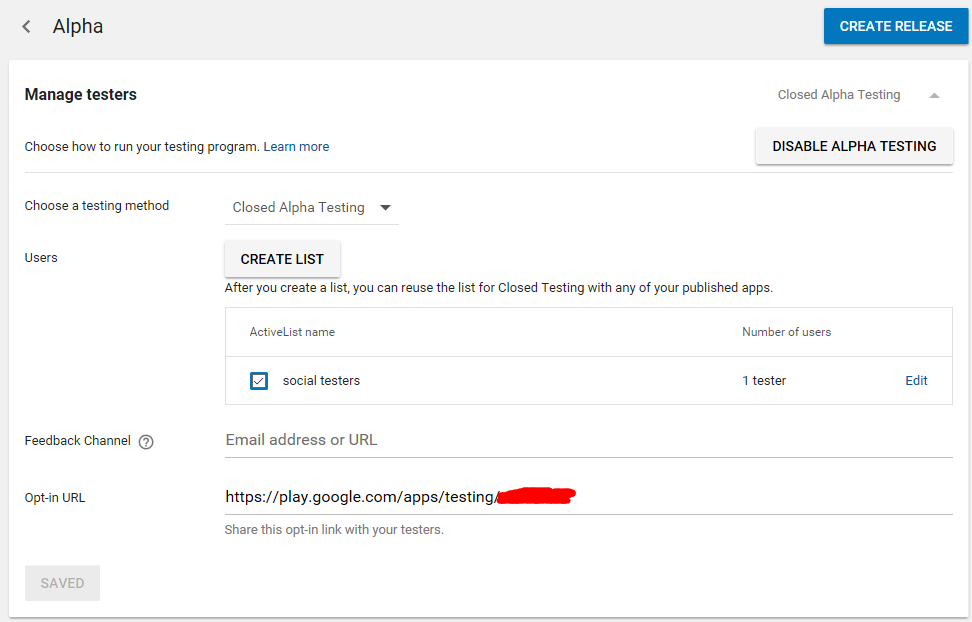 Alpha
CREATE RELEASE
Manage testers
Closed Alpha Testing
Choose how to run your testing program. Learn more
DISABLE ALPHA TESTING
Choose a testing method
Closed Alpha Testing
Users
CREATE LIST
After you create a list, you can reuse the list for Closed Testing with any of your published apps.
ActiveList name
Number of users
social testers
1 tester
Edit
Feedback Channel ?
Email address or URL
Opt-in URL
https://play.google.com/apps/testing/
Share this opt-in link with your testers.
SAVED